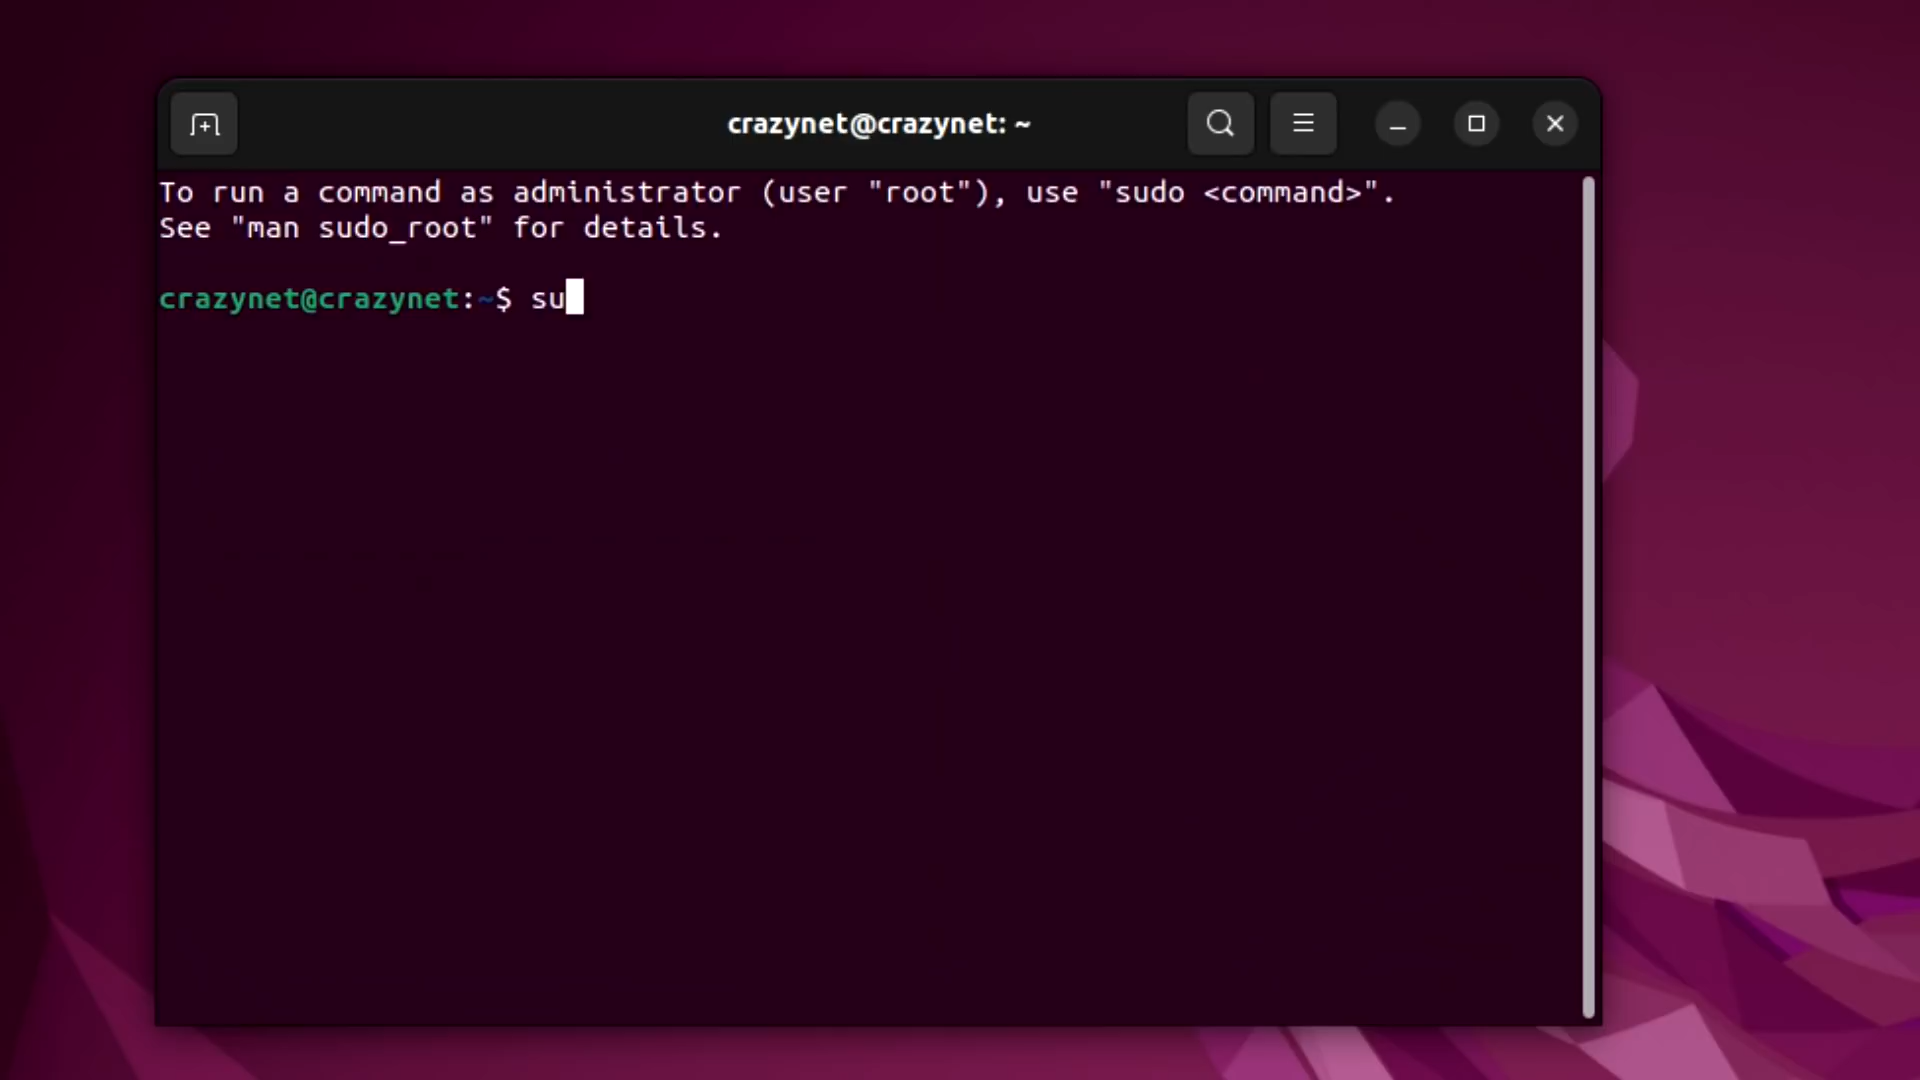 crazynet@crazynet: ~
To run a command as administrator (user "root"), use "sudo <command>".
See "man sudo_root" for details.
crazynet@crazynet:~$ su